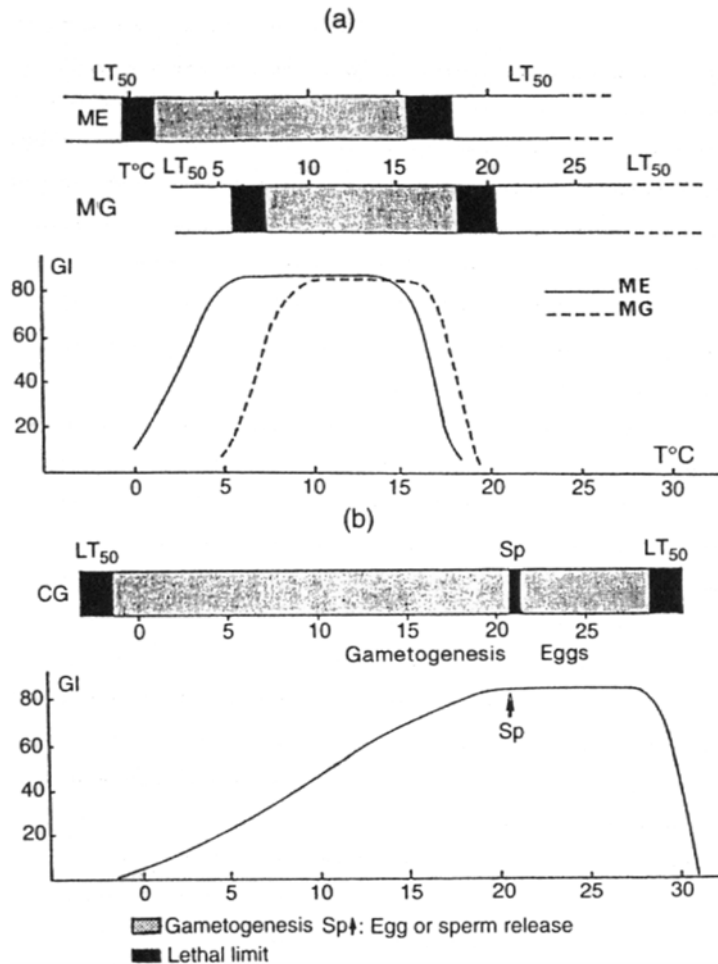 (a)
LT50 LT50
ME
T°C LT50 5 10 15 20 25 LT50
MG
GI
80
60
40
20
ME
MG
T°C
0 5 10 15 20 25 30
(b)
LT50 Sp LT50
CG
0 5 10 15 20 25
Gametogenesis Eggs
GI
80
60
40
20
Sp
0 5 10 15 20 25 30
Gametogenesis Sp: Egg or sperm release
Lethal limit